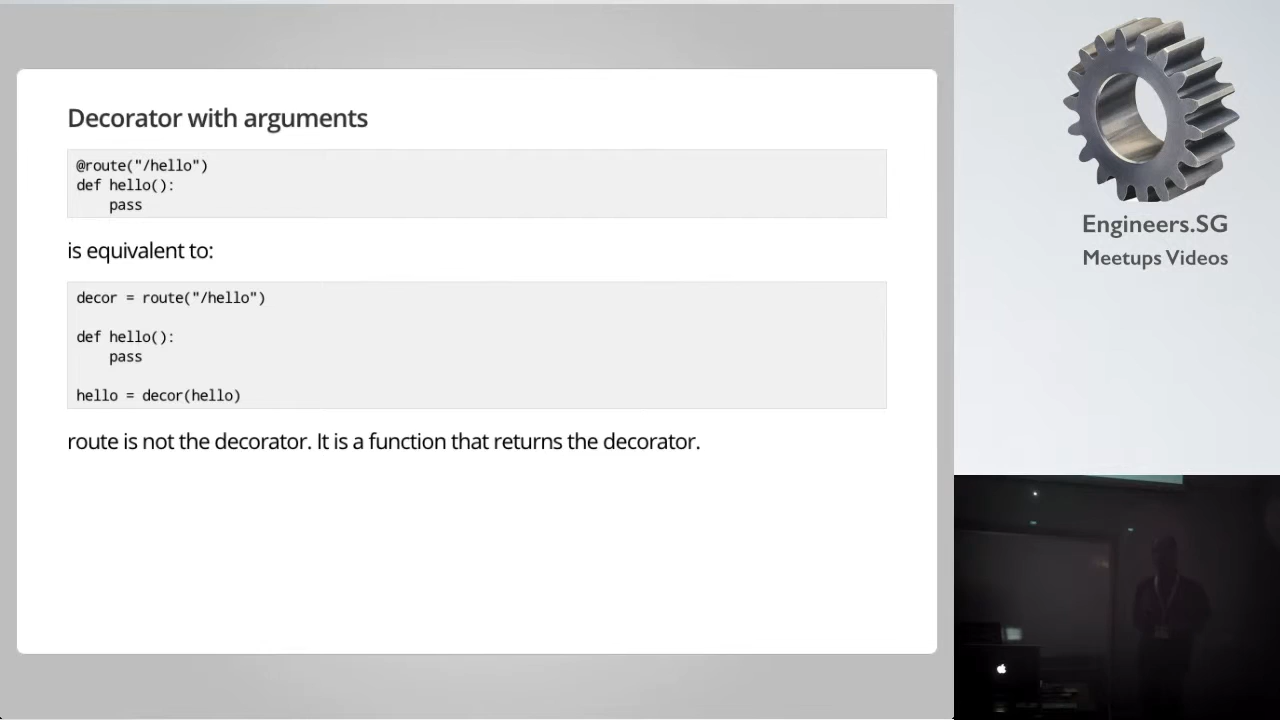 Decorator with arguments
@route("/hello")
def hello():
    pass
is equivalent to:
decor = route("/hello")
def hello():
    pass
hello = decor(hello)
route is not the decorator. It is a function that returns the decorator.
Engineers.SG
Meetups Videos